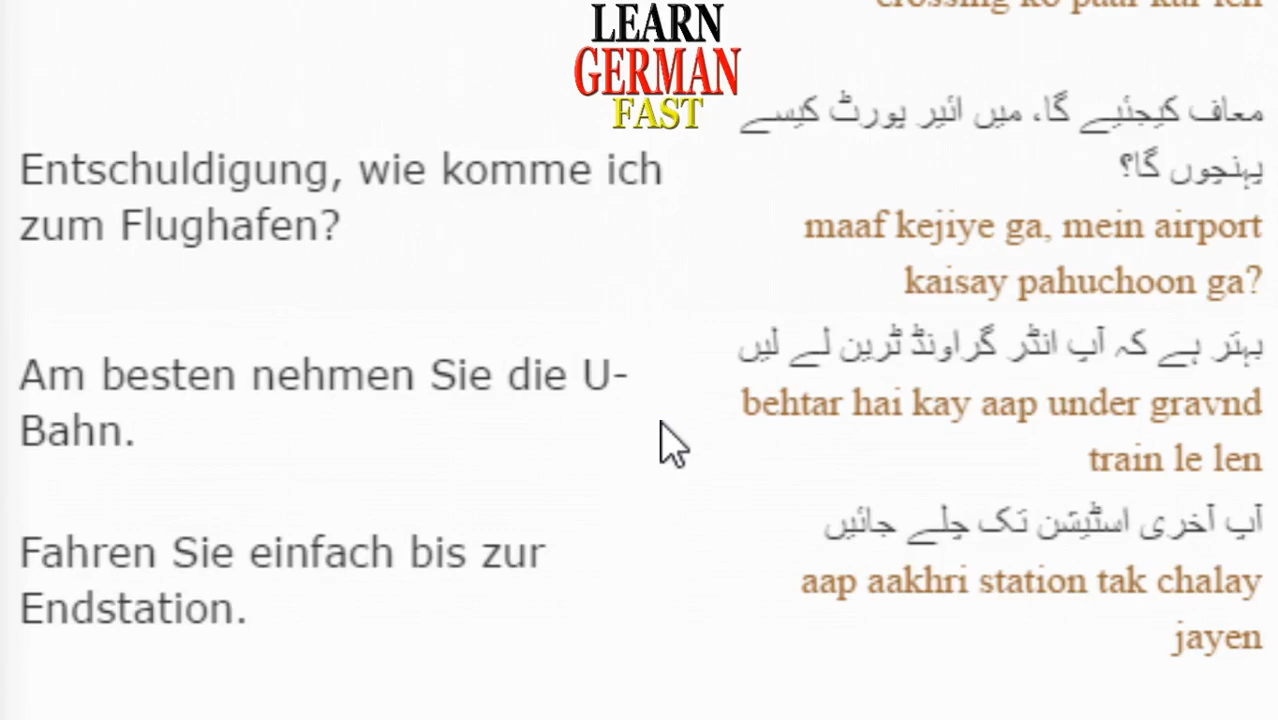 crossing ko paar kar len
LEARN
GERMAN
FAST
Entschuldigung, wie komme ich
zum Flughafen?
معاف کیجئیے گا، میں ائیر پورٹ کیسے
پہنچوں گا؟
maaf kejiye ga, mein airport
kaisay pahuchoon ga?
Am besten nehmen Sie die U-
Bahn.
بہتر ہے کہ آپ انٹر گراونڈ ٹرین لے لیں
behtar hai kay aap under gravnd
train le len
Fahren Sie einfach bis zur
Endstation.
آپ آخری اسٹیشن تک چلے جائیں
aap aakhri station tak chalay
jayen